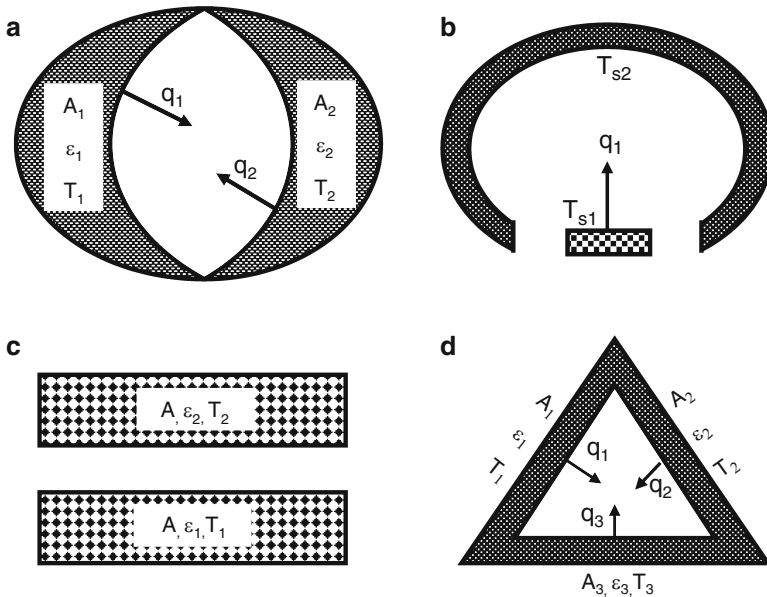 a
A₁
ε₁
T₁
q₁
q₂
A₂
ε₂
T₂
b
Tₛ₂
q₁
Tₛ₁
c
A, ε₂, T₂
A, ε₁,T₁
d
A₁
ε₁
T₁
A₂
ε₂
T₂
q₁
q₂
q₃
A₃, ε₃,T₃